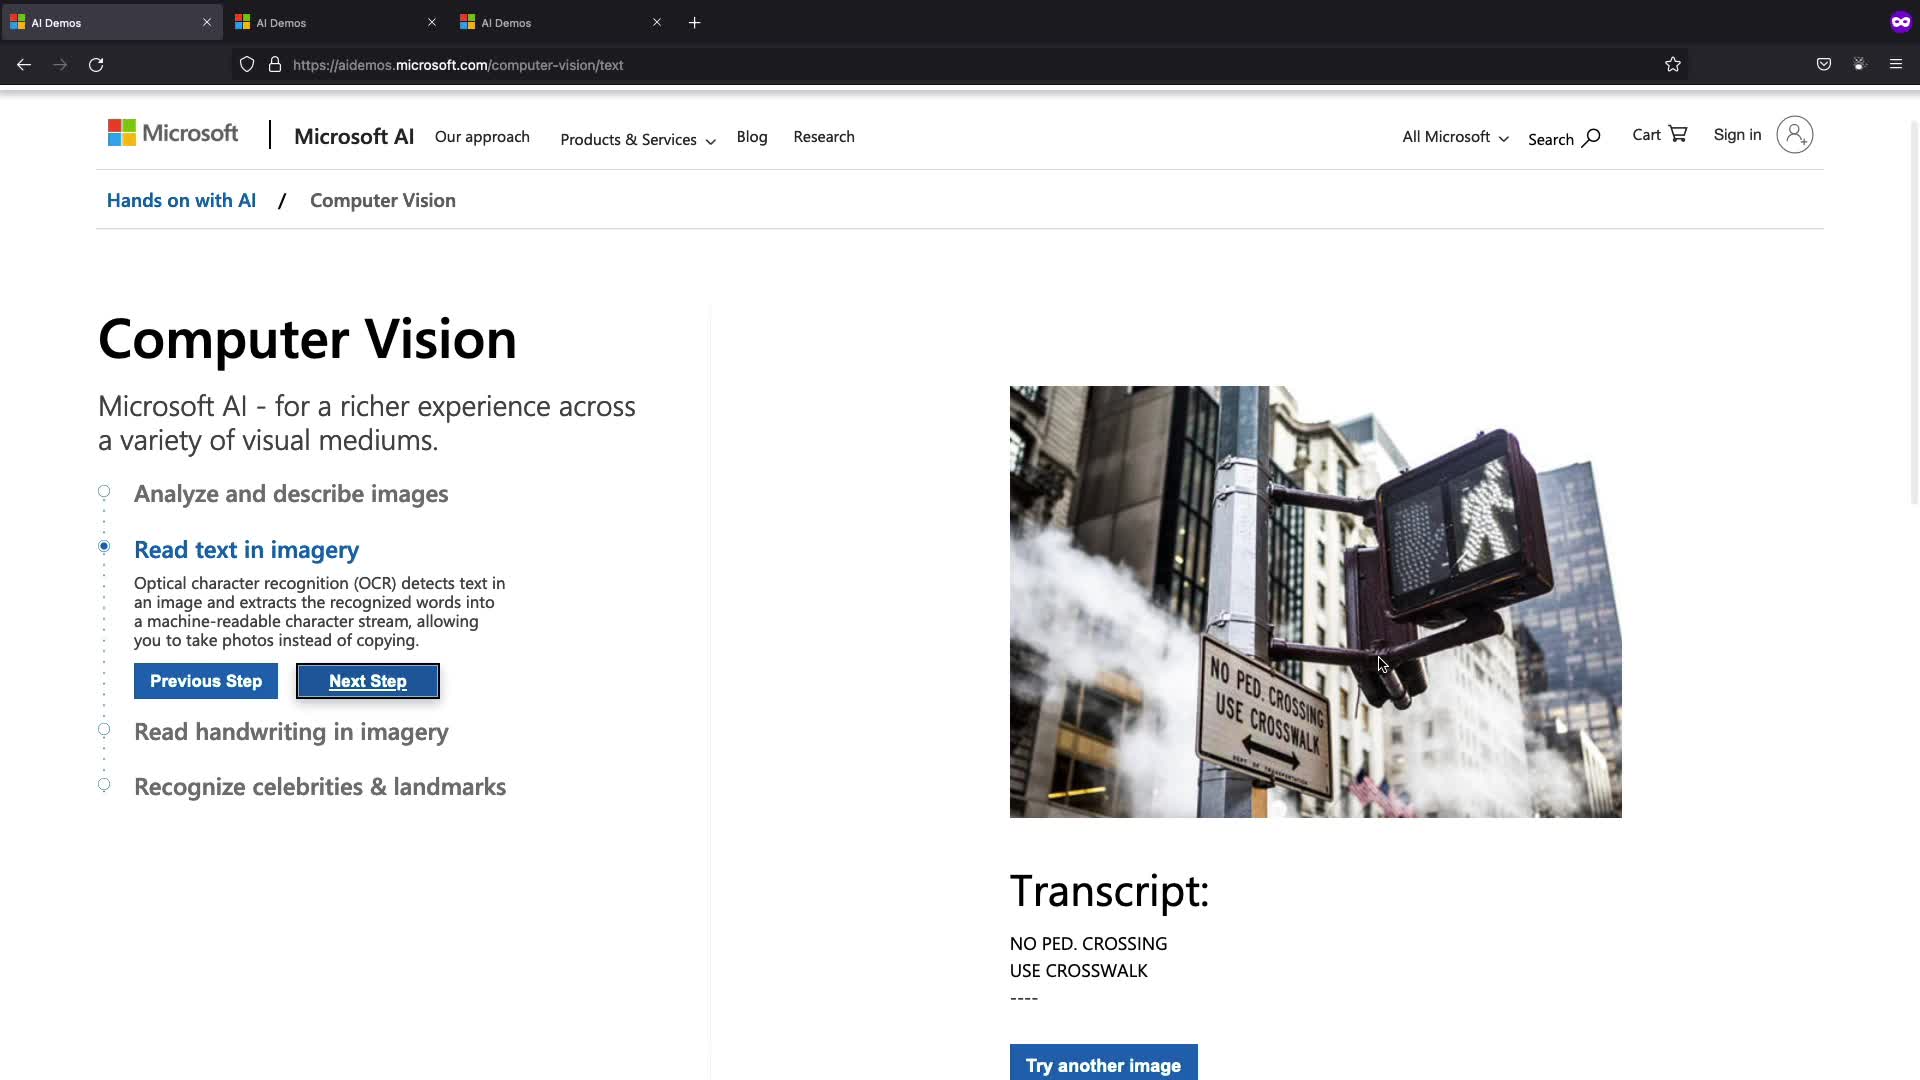 AI Demos
AI Demos
AI Demos
https://aidemos.microsoft.com/computer-vision/text
Microsoft
Microsoft AI
Our approach
Products & Services
Blog
Research
All Microsoft
Search
Cart
Sign in
Hands on with AI / Computer Vision
Computer Vision
Microsoft AI - for a richer experience across
a variety of visual mediums.
Analyze and describe images
Read text in imagery
Optical character recognition (OCR) detects text in
an image and extracts the recognized words into
a machine-readable character stream, allowing
you to take photos instead of copying.
Previous Step
Next Step
Read handwriting in imagery
Recognize celebrities & landmarks
NO PED. CROSSING
USE CROSSWALK
DEPT OF TRANSPORTATION
Transcript:
NO PED. CROSSING
USE CROSSWALK
----
Try another image